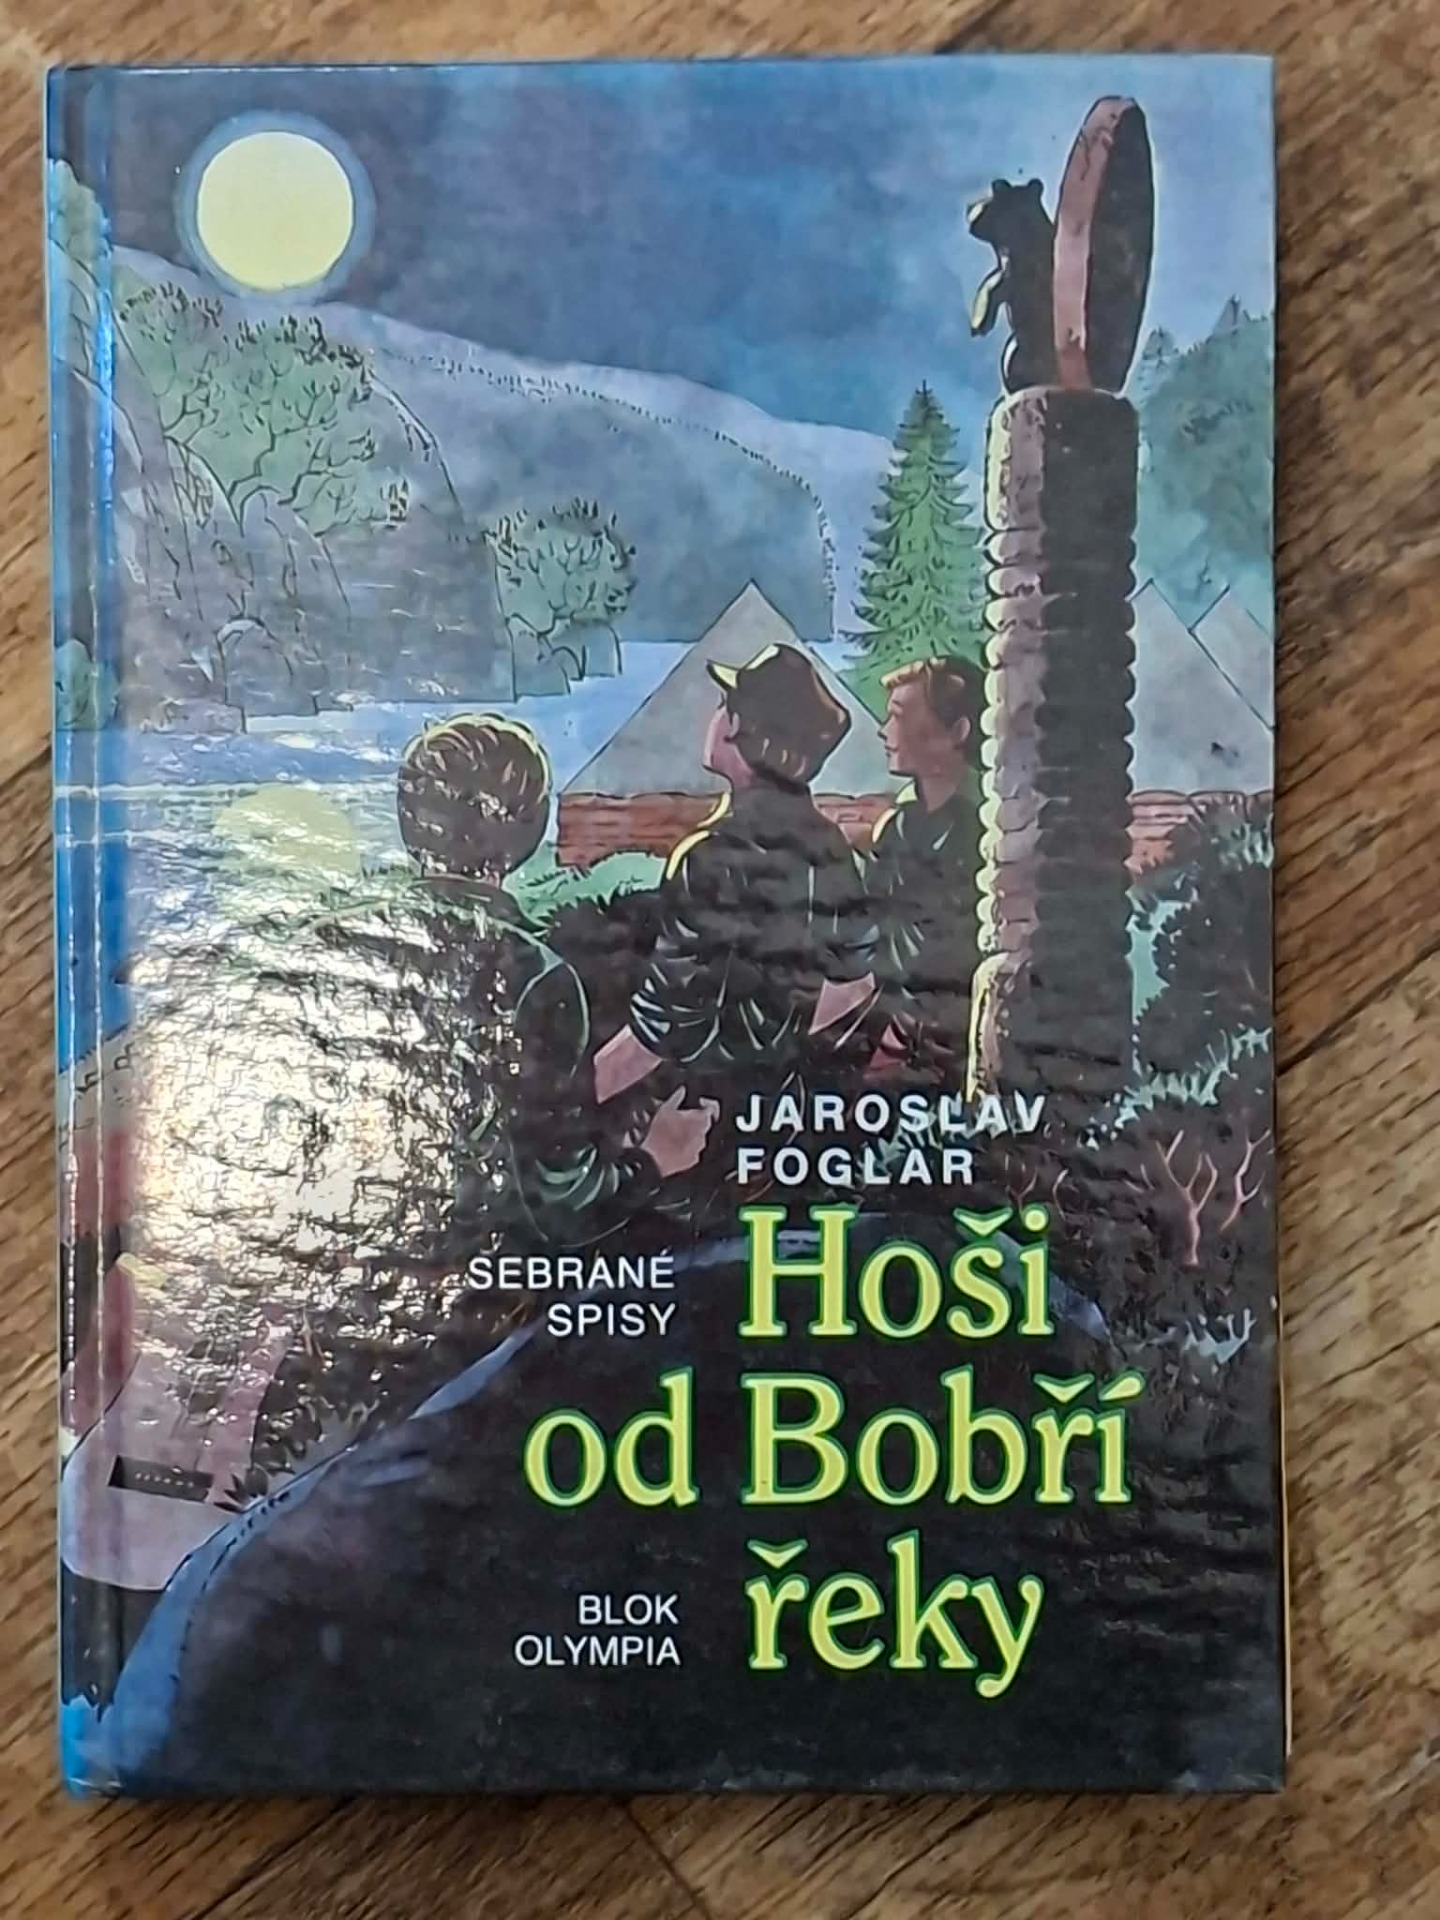 JAROSLAV
FOGLAR
SEBRANÉ
SPISY
Hoši
od Bobří
řeky
BLOK
OLYMPIA